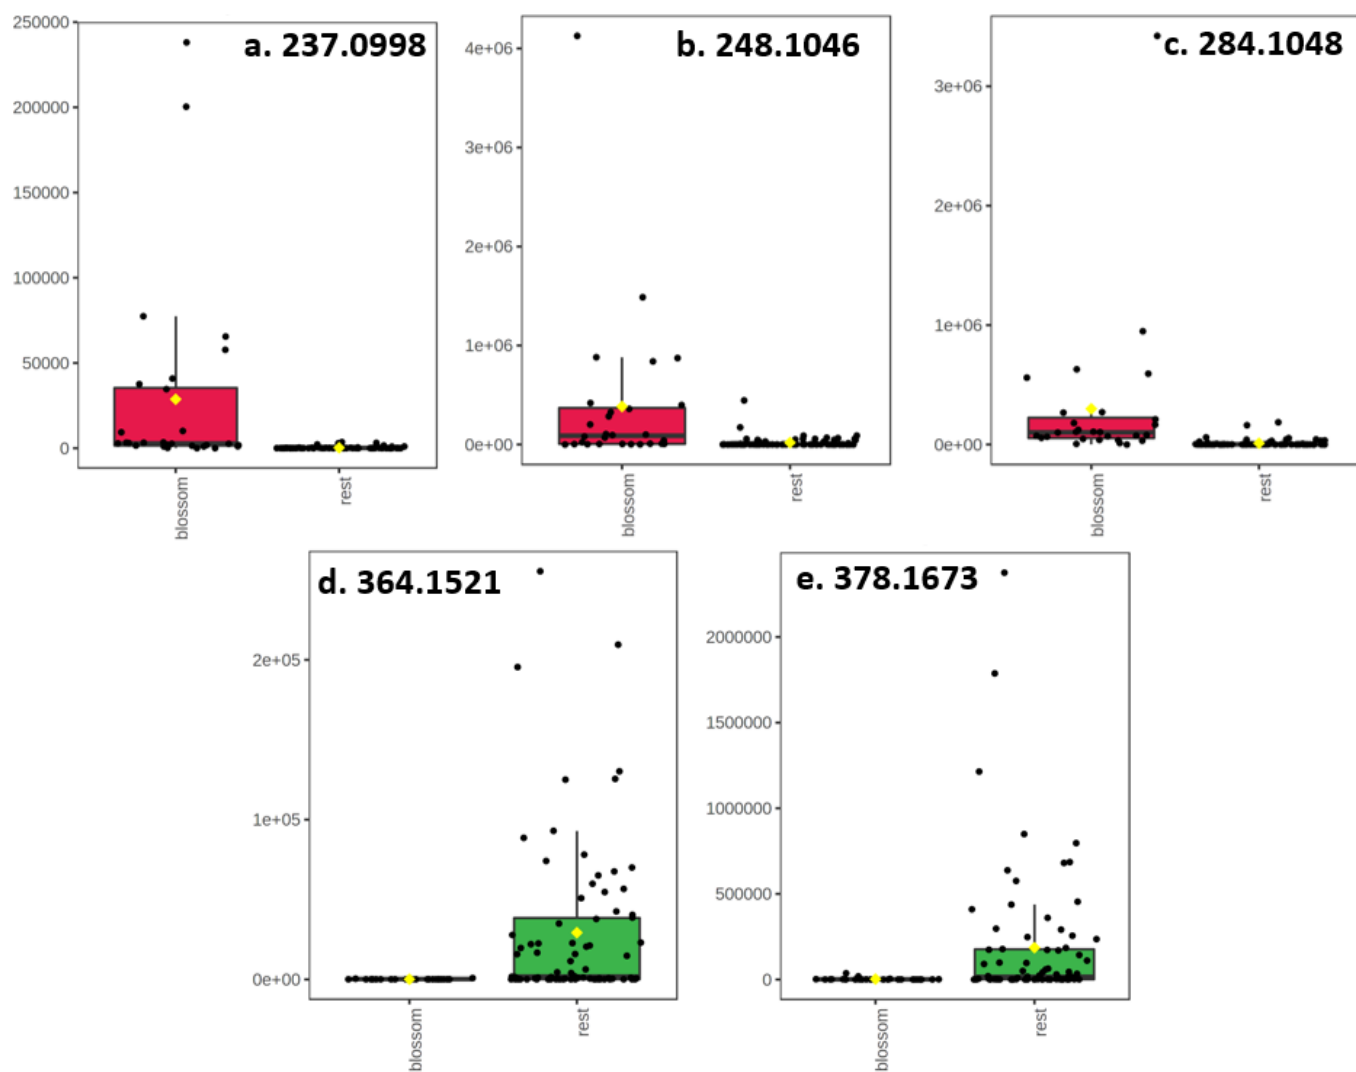 a. 237.0998
250000
200000
150000
100000
50000
0
blossom
rest
b. 248.1046
4e+06
3e+06
2e+06
1e+06
0e+00
blossom
rest
c. 284.1048
3e+06
2e+06
1e+06
0e+00
blossom
rest
d. 364.1521
2e+05
1e+05
0e+00
blossom
rest
e. 378.1673
2000000
1500000
1000000
500000
0
blossom
rest